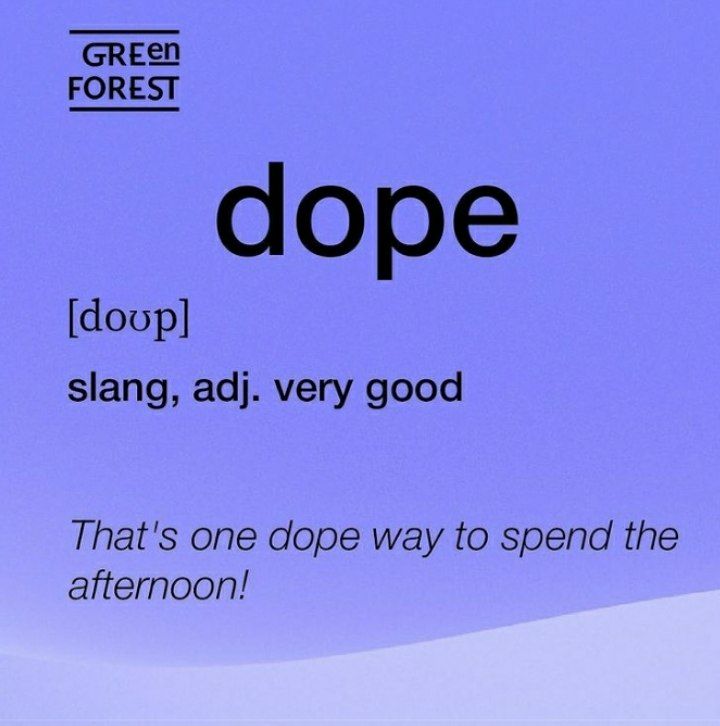 GREen
FOREST
dope
[doʊp]
slang, adj. very good
That's one dope way to spend the
afternoon!